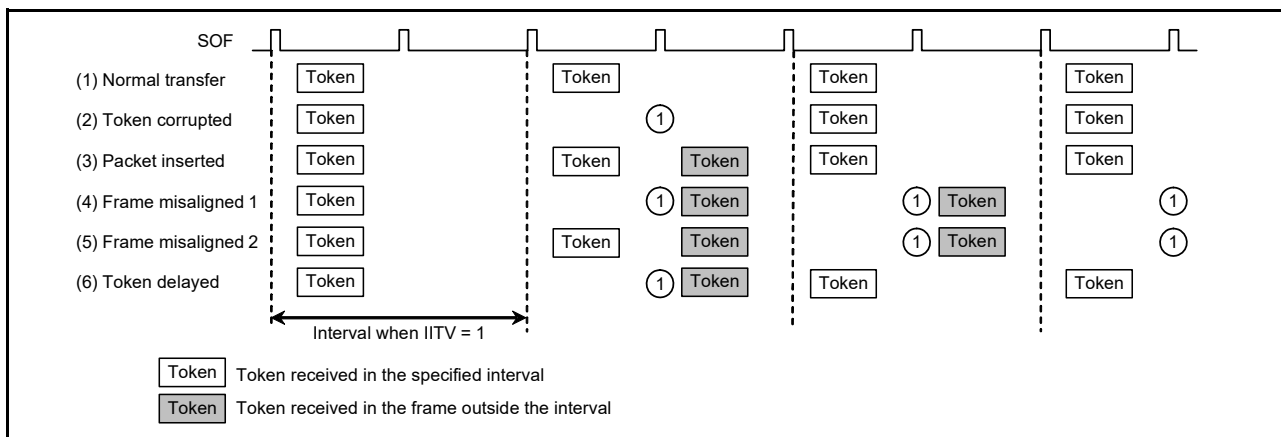 SOF
(1) Normal transfer Token Token Token Token
(2) Token corrupted Token 1 Token Token
(3) Packet inserted Token Token Token Token Token
(4) Frame misaligned 1 Token 1 Token 1 Token 1
(5) Frame misaligned 2 Token Token Token 1 Token 1
(6) Token delayed Token 1 Token Token Token
Interval when IITV = 1
Token Token received in the specified interval
Token Token received in the frame outside the interval